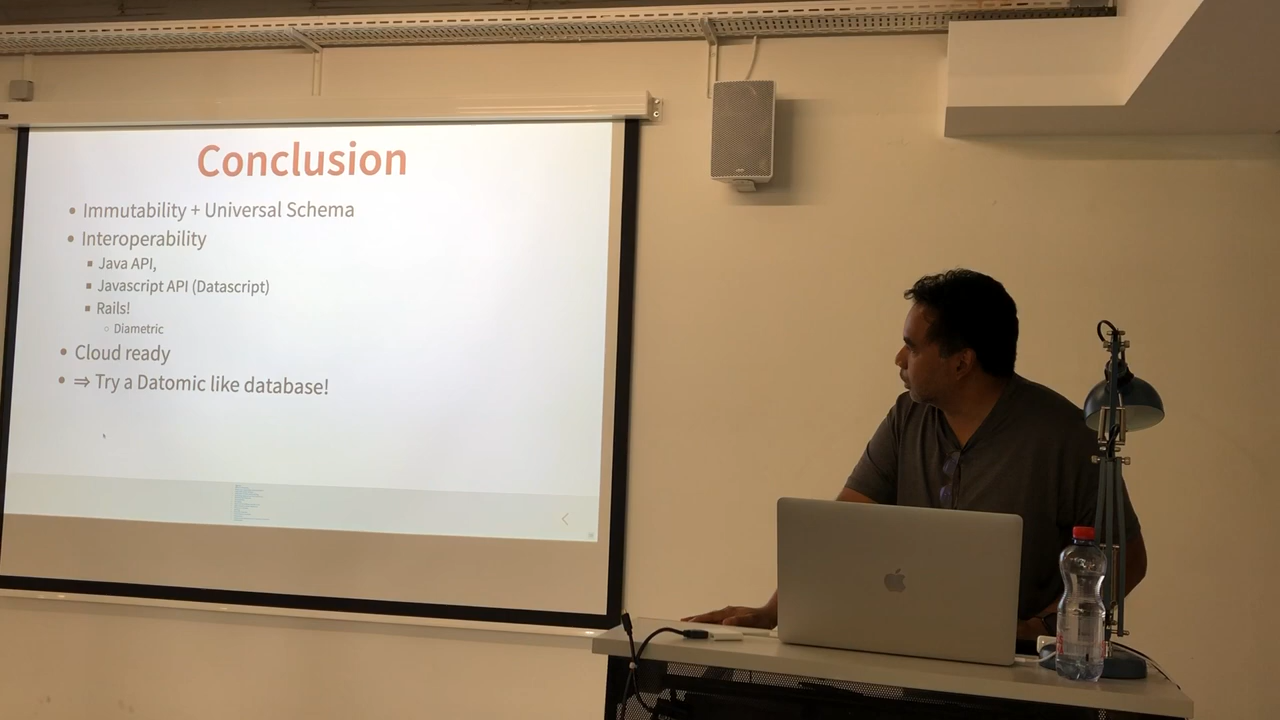 Conclusion
• Immutability + Universal Schema
• Interoperability
▪ Java API,
▪ Javascript API (Datascript)
▪ Rails!
○ Diametric
• Cloud ready
• ⇒ Try a Datomic like database!